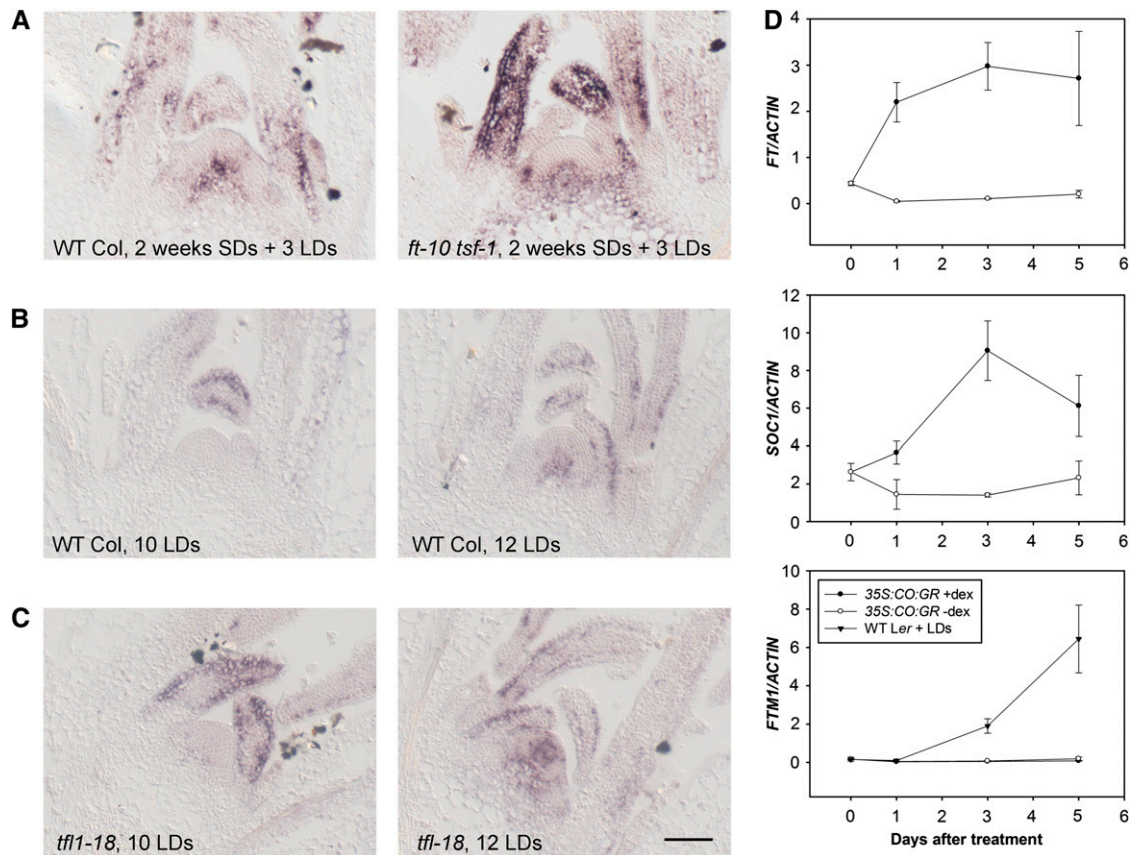 A
WT Col, 2 weeks SDs + 3 LDs
ft-10 tsf-1, 2 weeks SDs + 3 LDs
B
WT Col, 10 LDs
WT Col, 12 LDs
C
tfl1-18, 10 LDs
tfl-18, 12 LDs
D
FT/ACTIN
4
3
2
1
0
0 1 2 3 4 5 6
SOC1/ACTIN
12
10
8
6
4
2
0
0 1 2 3 4 5 6
FTM1/ACTIN
10
8
6
4
2
0
35S:CO:GR +dex
35S:CO:GR -dex
WT Ler + LDs
0 1 2 3 4 5 6
Days after treatment